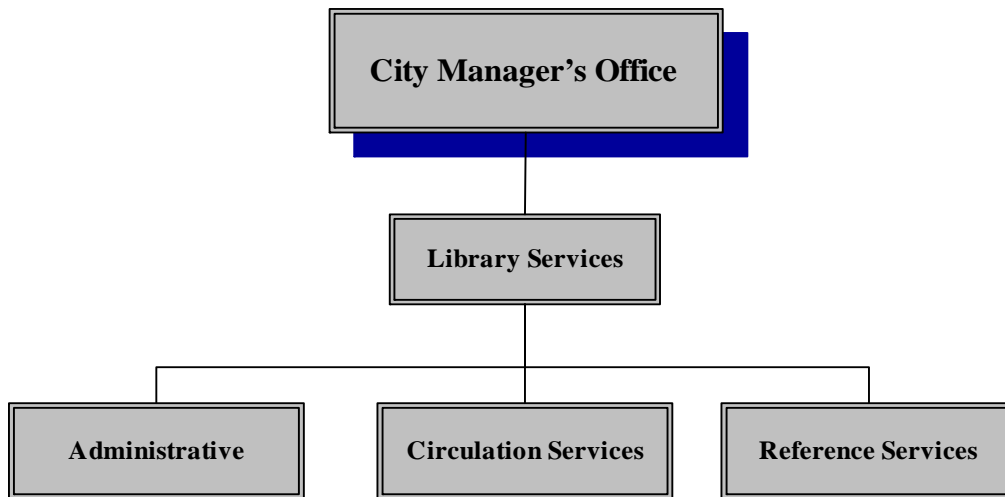 City Manager’s Office
Library Services
Administrative
Circulation Services
Reference Services